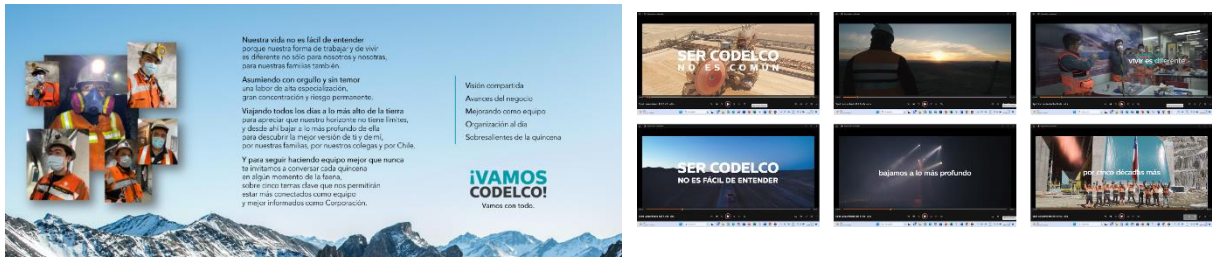 Nuestra vida no es fácil de entender
porque nuestra forma de trabajar y de vivir
es diferente no sólo para nosotros y nosotras,
para nuestras familias también.
Asumiendo con orgullo y sin temor
una labor de alta especialización,
gran concentración y riesgo permanente.
Viajando todos los días a lo más alto de la tierra
para apreciar que nuestro horizonte no tiene límites,
y desde ahí bajar a lo más profundo de ella
para descubrir la mejor versión de ti y de mí,
por nuestras familias, por nuestros colegas y por Chile.
Y para seguir haciendo equipo mejor que nunca
te invitamos a conversar cada quincena
en algún momento de la faena,
sobre cinco temas clave que nos permitirán
estar más conectados como equipo
y mejor informados como Corporación.
Visión compartida
Avances del negocio
Mejorando como equipo
Organización al día
Sobresalientes de la quincena
¡VAMOS
CODELCO!
Vamos con todo.
SER CODELCO
NO ES COMÚN
vivir es diferente
SER CODELCO
NO ES FÁCIL DE ENTENDER
bajamos a lo más profundo
por cinco décadas más